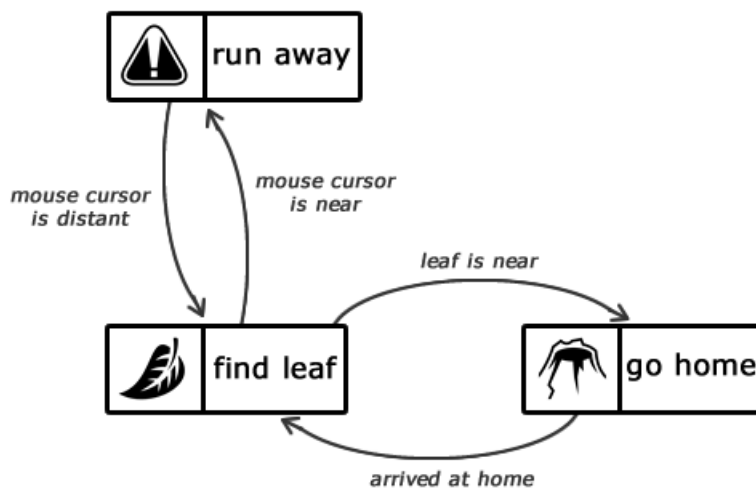 run away
mouse cursor
is distant
mouse cursor
is near
leaf is near
find leaf
go home
arrived at home